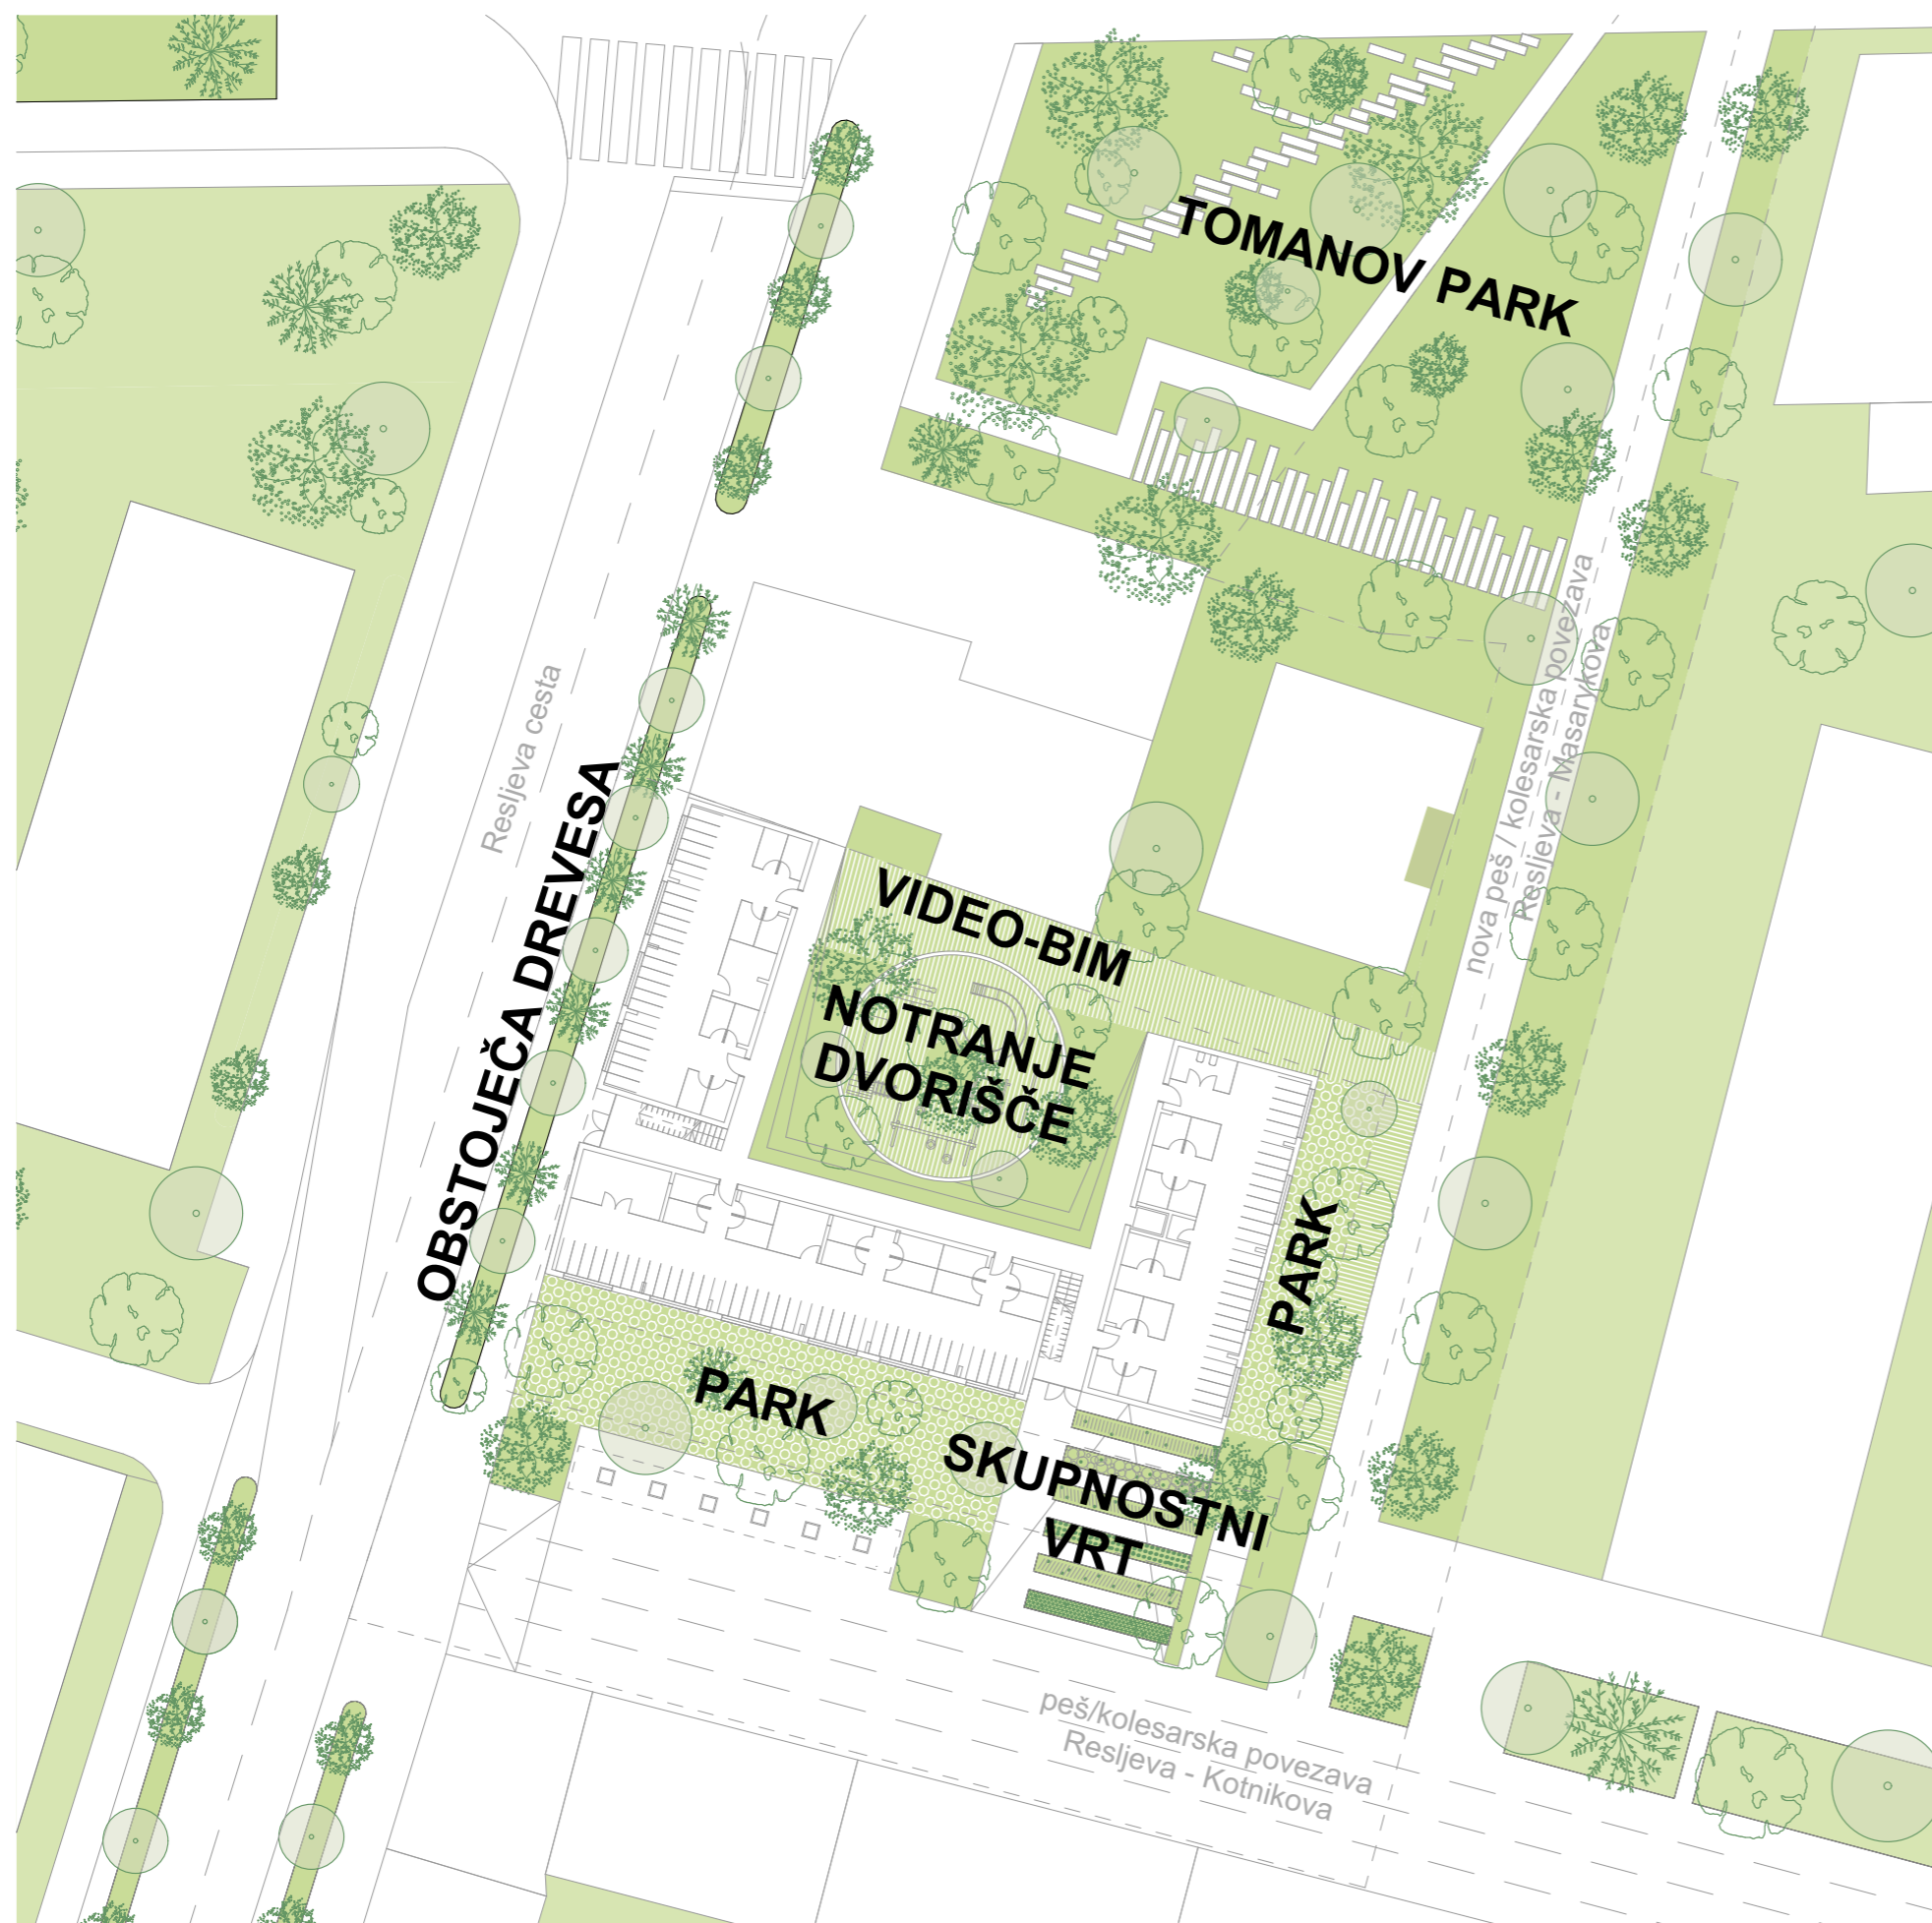 TOMANOV PARK
Resljeva cesta
OBSTOJEČA DREVESA
nova peš / kolesarska povezava
Resljeva - Masarykova
VIDEO-BIM
NOTRANJE
DVORIŠČE
PARK
PARK
SKUPNOSTNI
VRT
peš/kolesarska povezava
Resljeva - Kotnikova